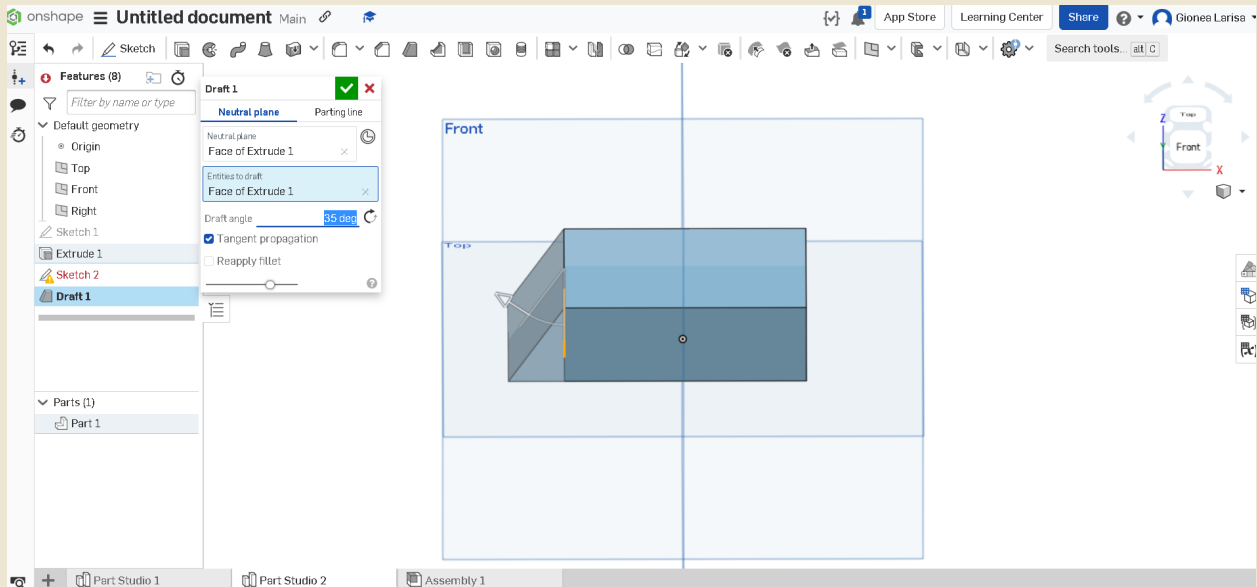 onshape Untitled document Main 1 App Store Learning Center Share Gionea Larisa
Sketch Search tools... alt C
Features (8)
Filter by name or type
Default geometry
Origin
Top
Front
Right
Sketch 1
Extrude 1
Sketch 2
Draft 1
Parts (1)
Part 1
Draft 1
Neutral plane Parting line
Neutral plane
Face of Extrude 1
Entities to draft
Face of Extrude 1
Draft angle 35 deg
Tangent propagation
Reapply fillet
Front
Top
Top
Z
Front
X
Part Studio 1 Part Studio 2 Assembly 1